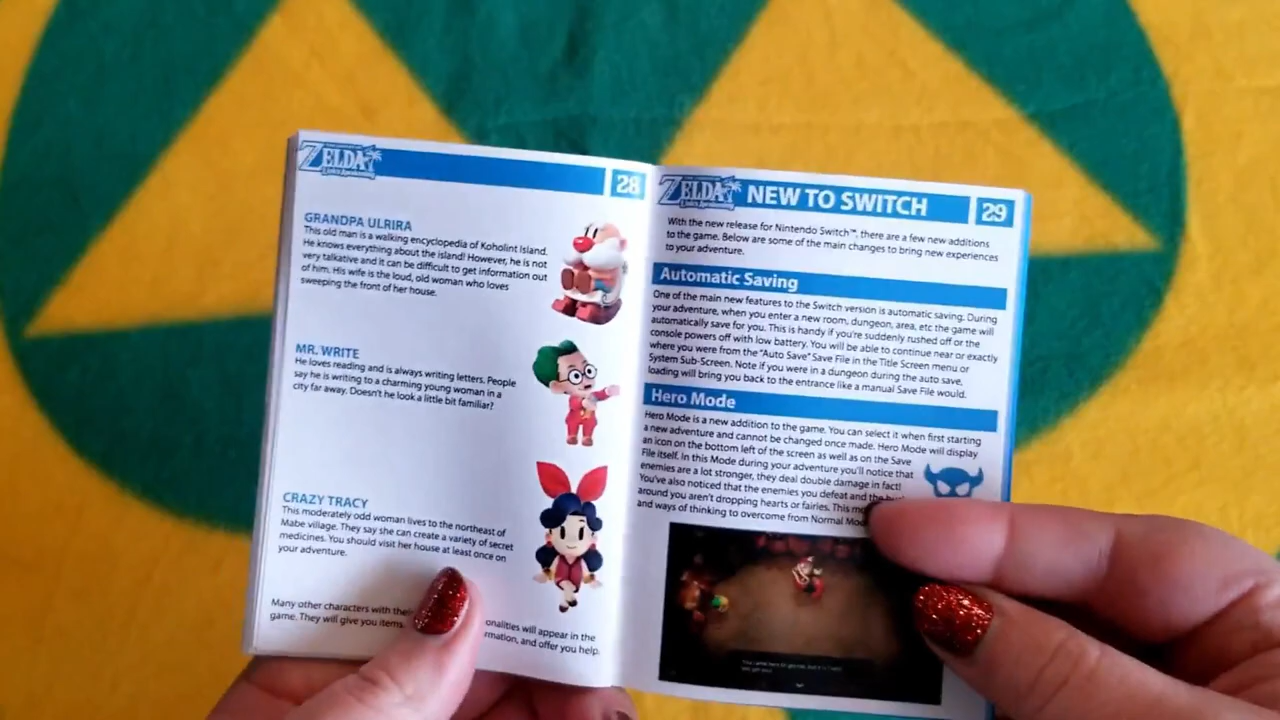 THE LEGEND OF
ZELDA
Link's Awakening
28
GRANDPA ULRIRA
This old man is a walking encyclopedia of Koholint Island.
He knows everything about the island! However, he is not
very talkative and it can be difficult to get information out
of him. His wife is the loud, old woman who loves
sweeping the front of her house.
MR. WRITE
He loves reading and is always writing letters. People
say he is writing to a charming young woman in a
city far away. Doesn't he look a little bit familiar?
CRAZY TRACY
This moderately odd woman lives to the northeast of
Mabe village. They say she can create a variety of secret
medicines. You should visit her house at least once on
your adventure.
Many other characters with onalities will appear in the
game. They will give you items. rmation, and offer you help.
THE LEGEND OF
ZELDA
Link's Awakening
NEW TO SWITCH
29
With the new release for Nintendo Switch™, there are a few new additions
to the game. Below are some of the main changes to bring new experiences
to your adventure.
Automatic Saving
One of the main new features to the Switch version is automatic saving. During
your adventure, when you enter a new room, dungeon, area, etc the game will
automatically save for you. This is handy if you're suddenly rushed off or the
console powers off with low battery. You will be able to continue near or exactly
where you were from the "Auto Save" Save File in the Title Screen menu or
System Sub-Screen. Note if you were in a dungeon during the auto save,
loading will bring you back to the entrance like a manual Save File would.
Hero Mode
Hero Mode is a new addition to the game. You can select it when first starting
a new adventure and cannot be changed once made. Hero Mode will display
an icon on the bottom left of the screen as well as on the Save
File itself. In this Mode during your adventure you'll notice that
enemies are a lot stronger, they deal double damage in fact!
You've also noticed that the enemies you defeat and the
around you aren't dropping hearts or fairies. This mo
and ways of thinking to overcome from Normal Mod